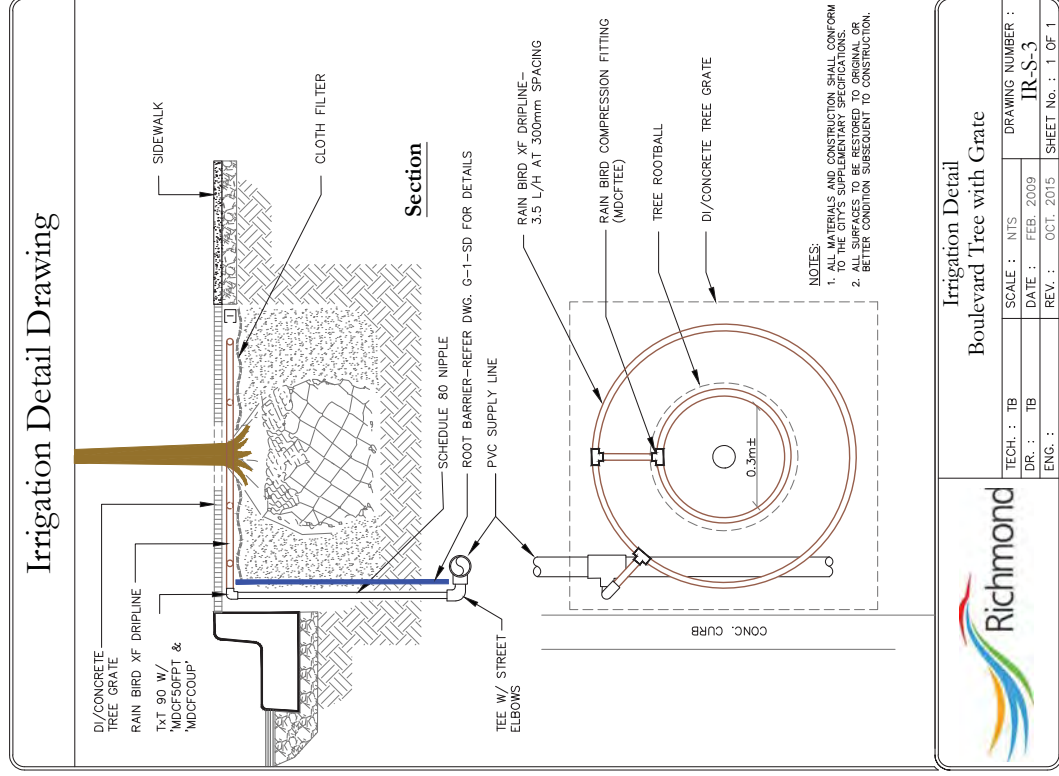 Irrigation Detail Drawing
SIDEWALK
CLOTH FILTER
Section
DI/CONCRETE
TREE GRATE
RAIN BIRD XF DRIPLINE
TxT 90 W/
'MDCF50FPT &
'MDCFCOUP'
SCHEDULE 80 NIPPLE
ROOT BARRIER-REFER DWG. G-1-SD FOR DETAILS
PVC SUPPLY LINE
TEE W/ STREET
ELBOWS
RAIN BIRD XF DRIPLINE-
3.5 L/H AT 300mm SPACING
RAIN BIRD COMPRESSION FITTING
(MDCFTEE)
TREE ROOTBALL
DI/CONCRETE TREE GRATE
0.3m±
CONC. CURB
NOTES:
1. ALL MATERIALS AND CONSTRUCTION SHALL CONFORM
TO THE CITY'S SUPPLEMENTARY SPECIFICATIONS.
2. ALL SURFACES TO BE RESTORED TO ORIGINAL OR
BETTER CONDITION SUBSEQUENT TO CONSTRUCTION.
Richmond
Irrigation Detail
Boulevard Tree with Grate
TECH. : TB
SCALE : NTS
DRAWING NUMBER :
IR-S-3
DR. : TB
DATE : FEB. 2009
ENG. :
REV. : OCT. 2015
SHEET No. : 1 OF 1